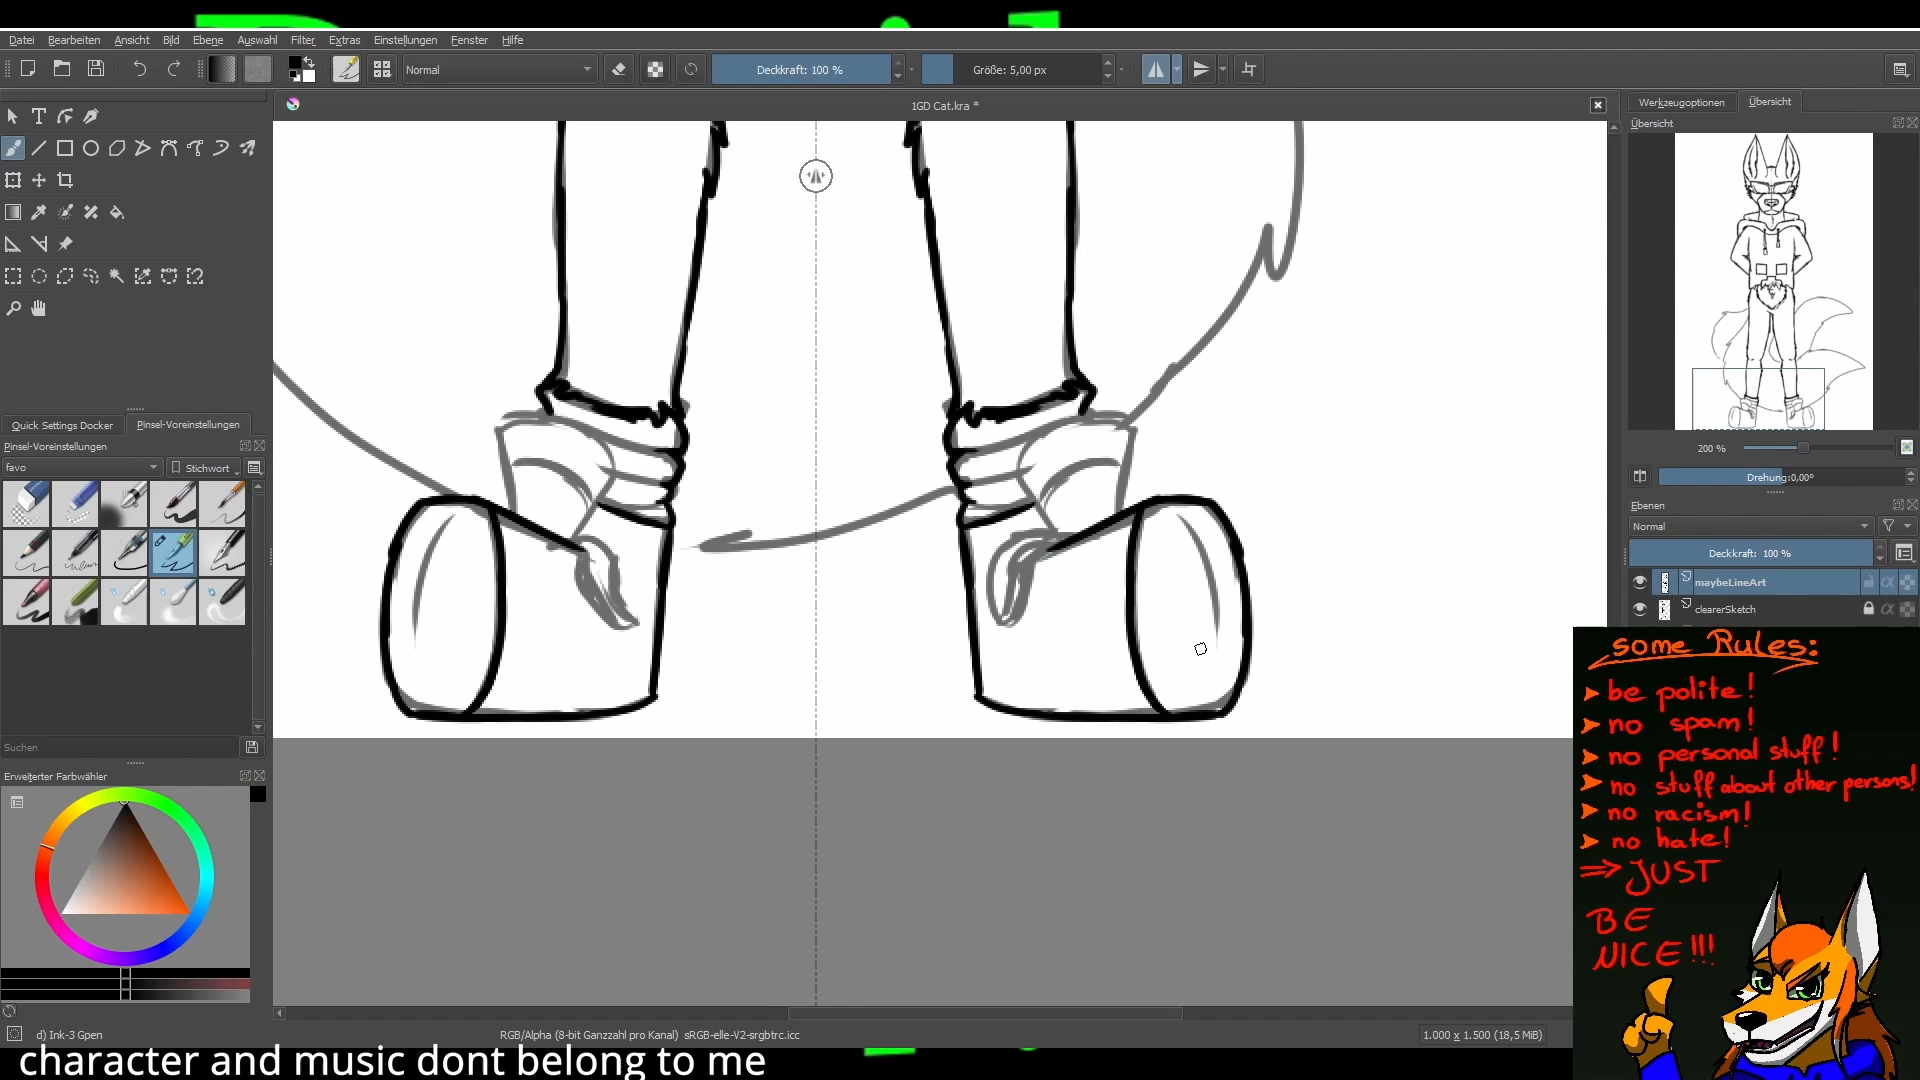 Datei Bearbeiten Ansicht Bild Ebene Auswahl Filter Extras Einstellungen Fenster Hilfe
Normal Deckkraft: 100 % Größe: 5,00 px
1GD Cat.kra *
Werkzeugoptionen Übersicht
Übersicht
200 %
Drehung:0,00°
Ebenen
Normal
Deckkraft: 100 %
maybeLineArt
clearerSketch
Quick Settings Docker Pinsel-Voreinstellungen
Pinsel-Voreinstellungen
favo Stichwort
Suchen
Erweiterter Farbwähler
some Rules:
be polite!
no spam!
no personal stuff!
no stuff about other persons!
no racism!
no hate!
JUST
BE
NICE!!!
d) Ink-3 Gpen RGB/Alpha (8-bit Ganzzahl pro Kanal) sRGB-elle-V2-srgbtrc.icc 1.000 x 1.500 (18,5 MiB)
character and music dont belong to me